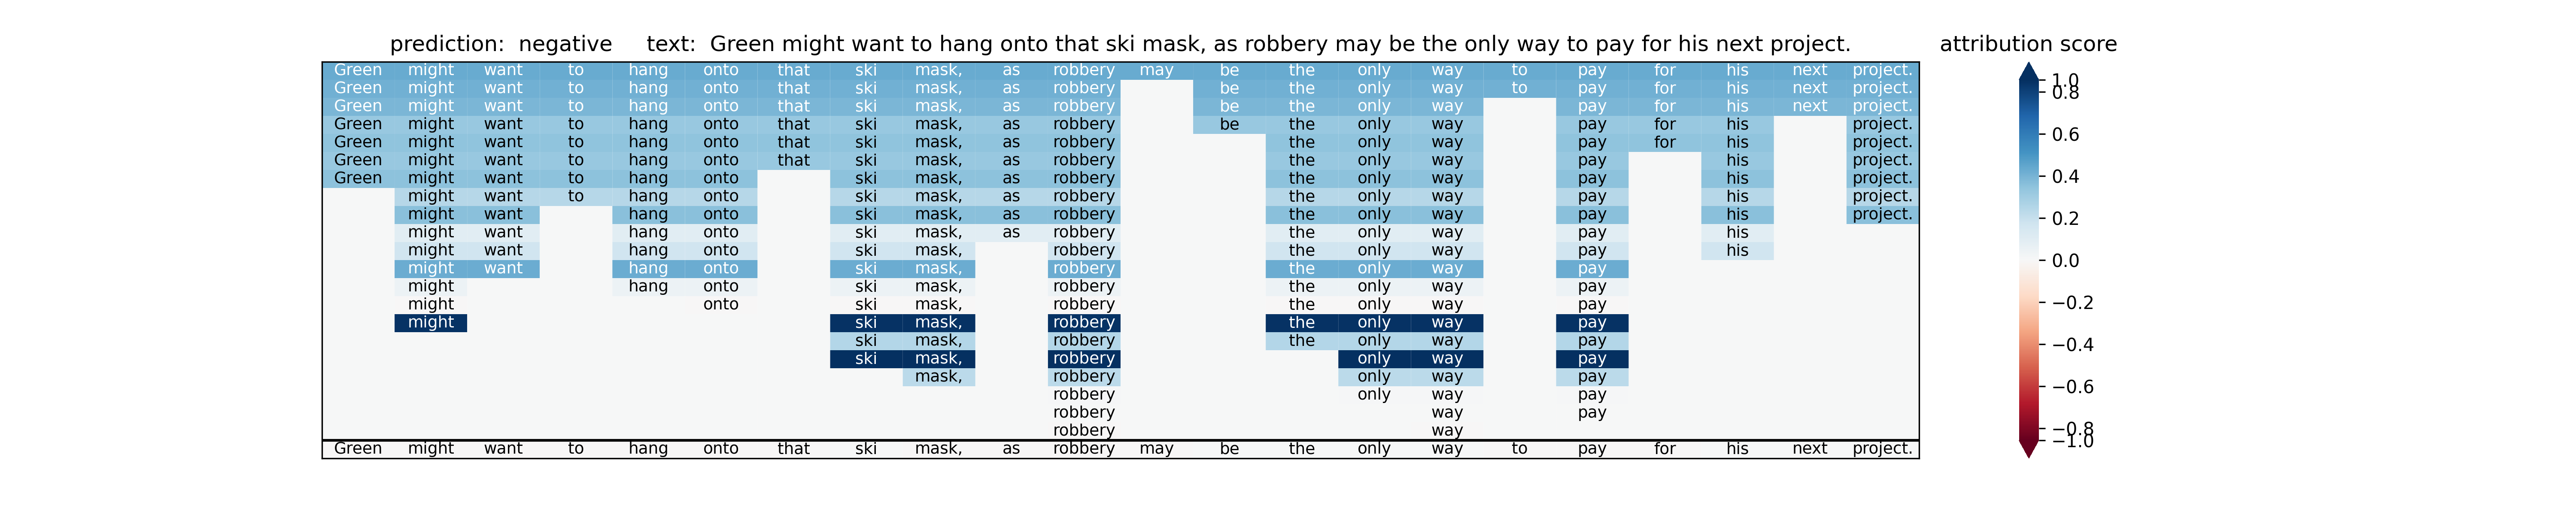 prediction: negative text: Green might want to hang onto that ski mask, as robbery may be the only way to pay for his next project. attribution score
Green might want to hang onto that ski mask, as robbery may be the only way to pay for his next project. 1.0
Green might want to hang onto that ski mask, as robbery be the only way to pay for his next project. 0.8
Green might want to hang onto that ski mask, as robbery be the only way pay for his next project.
Green might want to hang onto that ski mask, as robbery be the only way pay for his project. 0.6
Green might want to hang onto that ski mask, as robbery the only way pay for his project.
Green might want to hang onto that ski mask, as robbery the only way pay his project.
Green might want to hang onto ski mask, as robbery the only way pay his project. 0.4
might want to hang onto ski mask, as robbery the only way pay his project.
might want hang onto ski mask, as robbery the only way pay his project. 0.2
might want hang onto ski mask, as robbery the only way pay his
might want hang onto ski mask, robbery the only way pay his 0.0
might want hang onto ski mask, robbery the only way pay
might hang onto ski mask, robbery the only way pay
might onto ski mask, robbery the only way pay −0.2
might ski mask, robbery the only way pay
ski mask, robbery the only way pay −0.4
ski mask, robbery only way pay
mask, robbery only way pay
robbery only way pay −0.6
robbery way pay
robbery way −0.8
Green might want to hang onto that ski mask, as robbery may be the only way to pay for his next project. −1.0